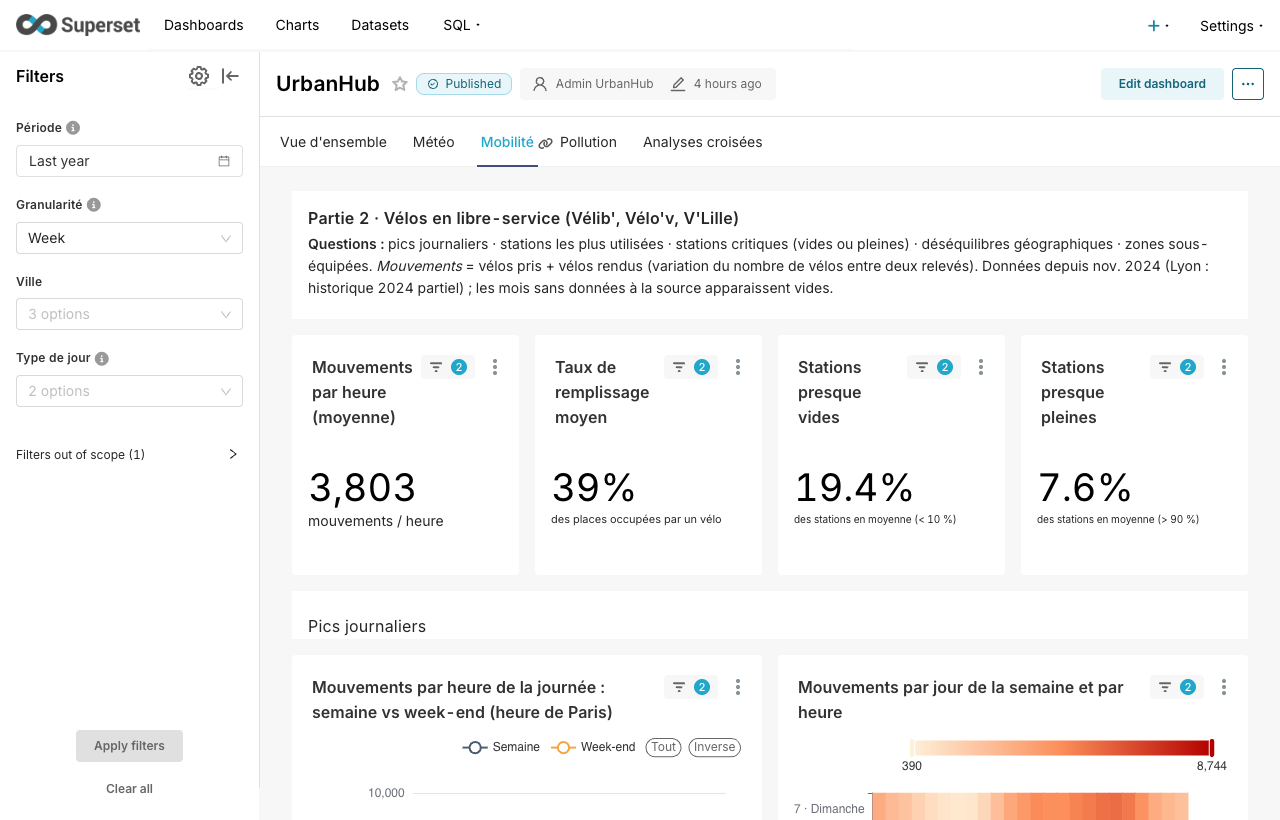 Superset Dashboards Charts Datasets SQL + Settings
Filters
UrbanHub Published Admin UrbanHub 4 hours ago Edit dashboard ...
Période
Last year
Granularité
Week
Ville
3 options
Type de jour
2 options
Filters out of scope (1)
Apply filters
Clear all
Vue d'ensemble Météo Mobilité Pollution Analyses croisées
Partie 2 · Vélos en libre-service (Vélib', Vélo'v, V'Lille)
Questions : pics journaliers · stations les plus utilisées · stations critiques (vides ou pleines) · déséquilibres géographiques · zones sous-
équipées. Mouvements = vélos pris + vélos rendus (variation du nombre de vélos entre deux relevés). Données depuis nov. 2024 (Lyon :
historique 2024 partiel) ; les mois sans données à la source apparaissent vides.
Mouvements
par heure
(moyenne)
2
3,803
mouvements / heure
Taux de
remplissage
moyen
2
39%
des places occupées par un vélo
Stations
presque
vides
2
19.4%
des stations en moyenne (< 10 %)
Stations
presque
pleines
2
7.6%
des stations en moyenne (> 90 %)
Pics journaliers
Mouvements par heure de la journée :
semaine vs week-end (heure de Paris)
2
Semaine Week-end Tout Inverse
10,000
Mouvements par jour de la semaine et par
heure
2
390 8,744
7 · Dimanche